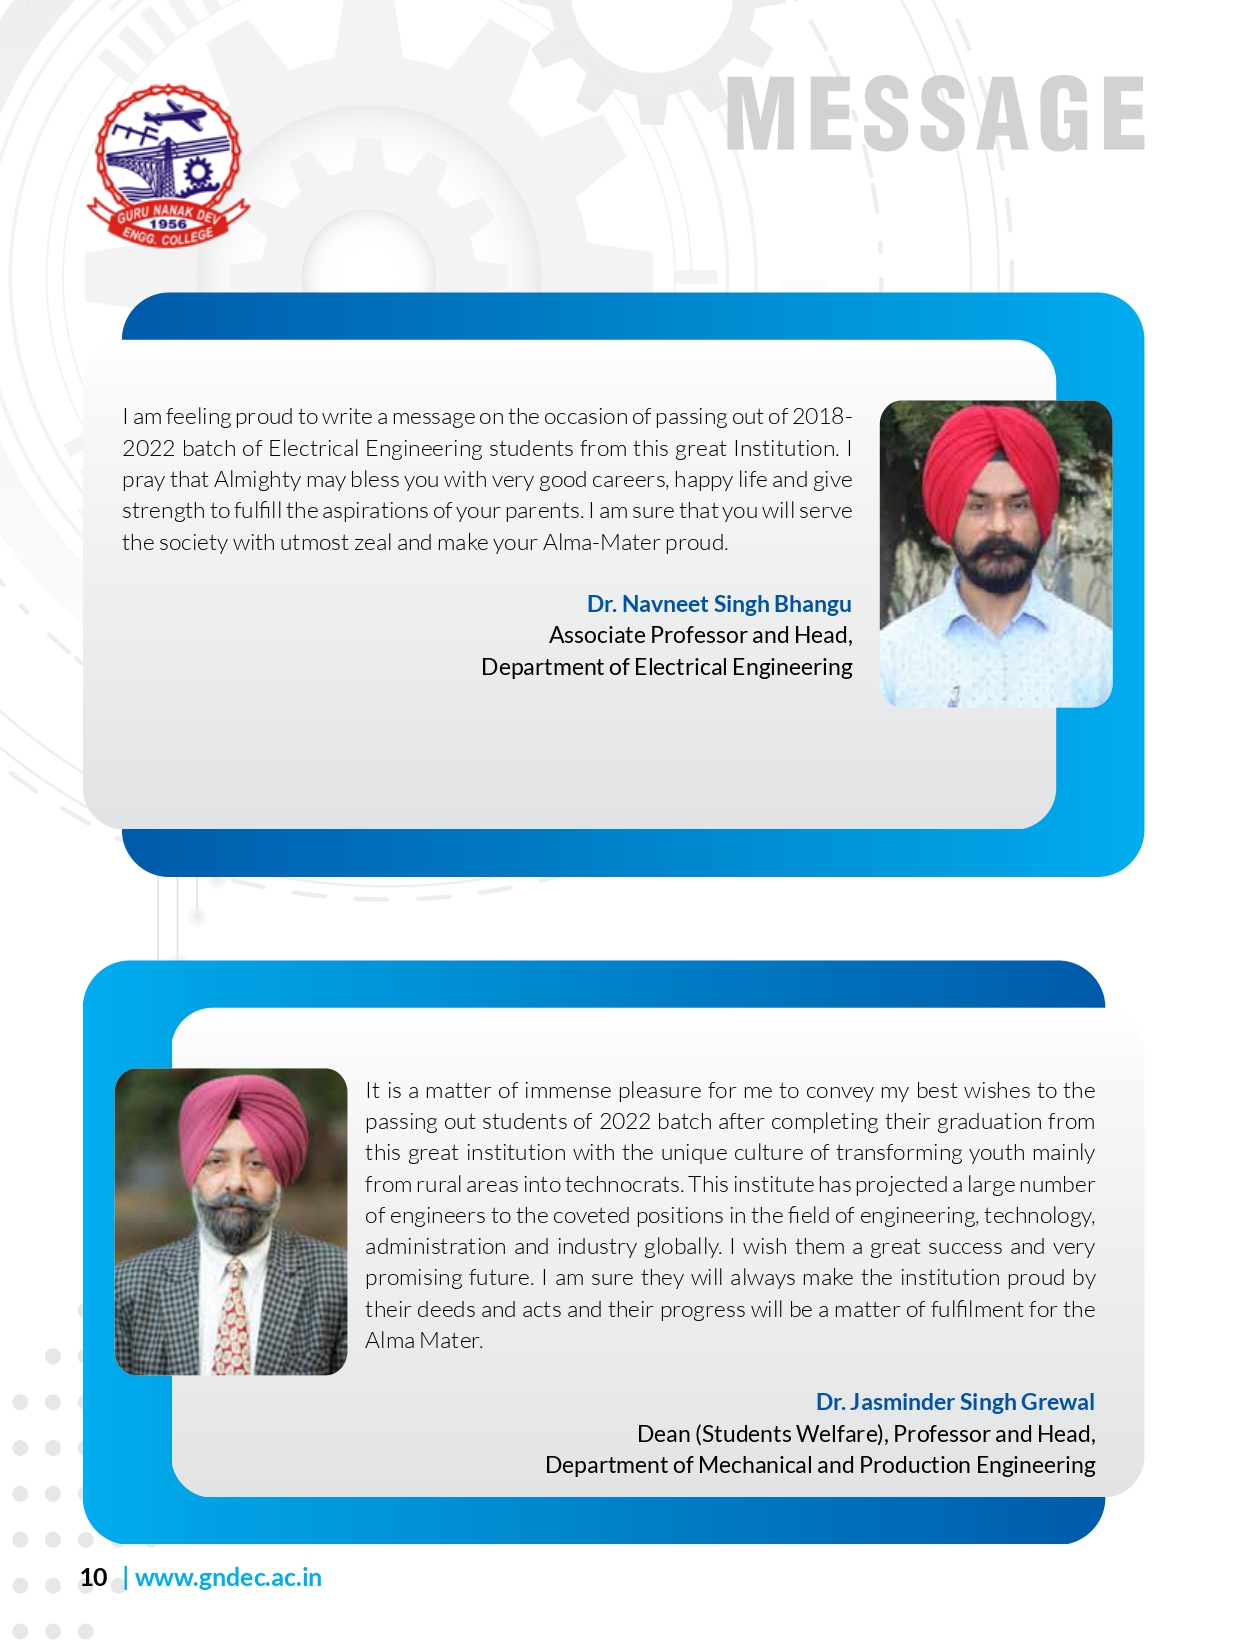 MESSAGE
GURU NANAK DEV
1956
ENGG. COLLEGE
I am feeling proud to write a message on the occasion of passing out of 2018-
2022 batch of Electrical Engineering students from this great Institution. I
pray that Almighty may bless you with very good careers, happy life and give
strength to fulfill the aspirations of your parents. I am sure that you will serve
the society with utmost zeal and make your Alma-Mater proud.
Dr. Navneet Singh Bhangu
Associate Professor and Head,
Department of Electrical Engineering
It is a matter of immense pleasure for me to convey my best wishes to the
passing out students of 2022 batch after completing their graduation from
this great institution with the unique culture of transforming youth mainly
from rural areas into technocrats. This institute has projected a large number
of engineers to the coveted positions in the field of engineering, technology,
administration and industry globally. I wish them a great success and very
promising future. I am sure they will always make the institution proud by
their deeds and acts and their progress will be a matter of fulfilment for the
Alma Mater.
Dr. Jasminder Singh Grewal
Dean (Students Welfare), Professor and Head,
Department of Mechanical and Production Engineering
10 | www.gndec.ac.in